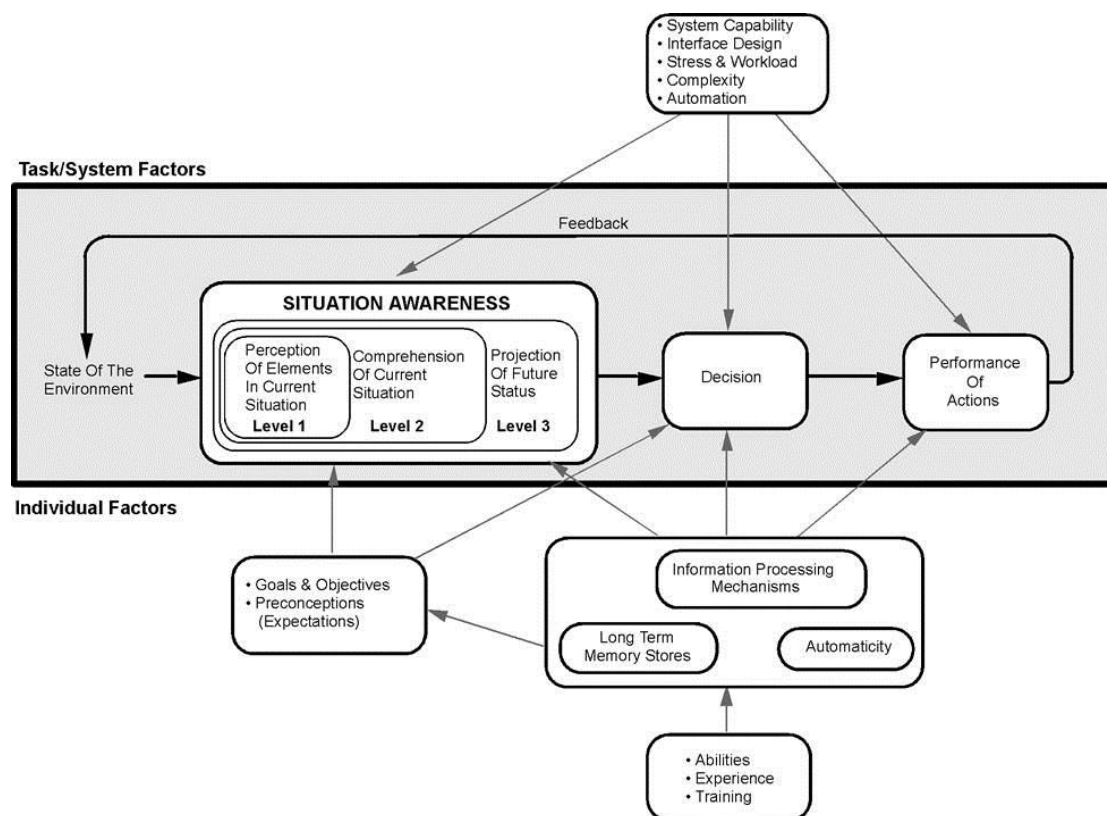 • System Capability
• Interface Design
• Stress & Workload
• Complexity
• Automation
Task/System Factors
Feedback
SITUATION AWARENESS
State Of The
Environment
Perception
Of Elements
In Current
Situation
Level 1
Comprehension
Of Current
Situation
Level 2
Projection
Of Future
Status
Level 3
Decision
Performance
Of
Actions
Individual Factors
• Goals & Objectives
• Preconceptions
(Expectations)
Information Processing
Mechanisms
Long Term
Memory Stores
Automaticity
• Abilities
• Experience
• Training